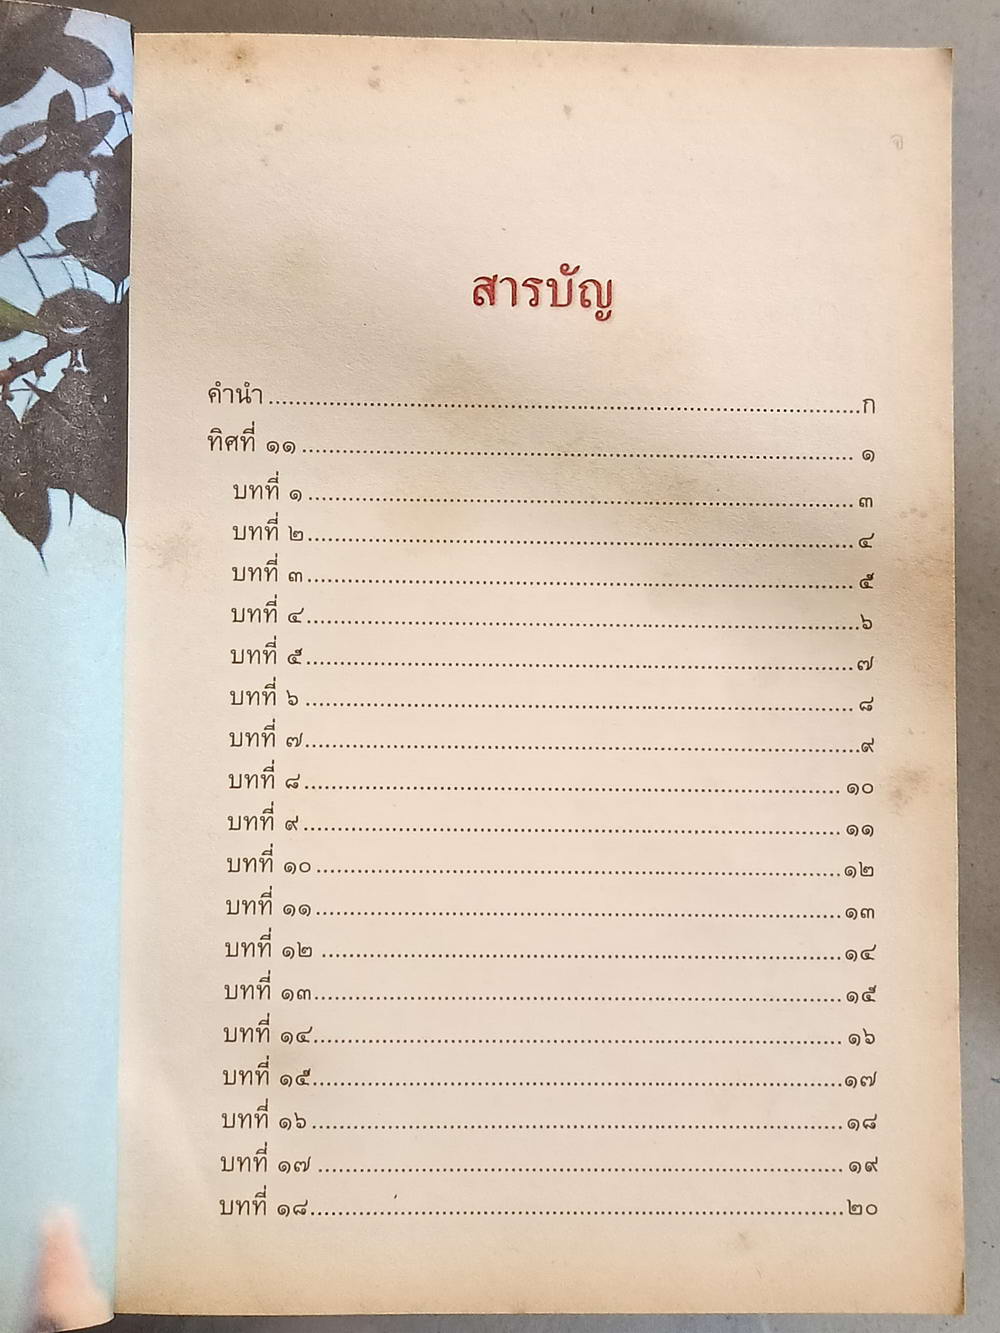 สารบัญ
คำนำ ........ ก
ทิศที่ ๑๑ ........ ๑
บทที่ ๑ ........ ๓
บทที่ ๒ ........ ๔
บทที่ ๓ ........ ๕
บทที่ ๔ ........ ๖
บทที่ ๕ ........ ๗
บทที่ ๖ ........ ๘
บทที่ ๗ ........ ๙
บทที่ ๘ ........ ๑๐
บทที่ ๙ ........ ๑๑
บทที่ ๑๐ ........ ๑๒
บทที่ ๑๑ ........ ๑๓
บทที่ ๑๒ ........ ๑๔
บทที่ ๑๓ ........ ๑๕
บทที่ ๑๔ ........ ๑๖
บทที่ ๑๕ ........ ๑๗
บทที่ ๑๖ ........ ๑๘
บทที่ ๑๗ ........ ๑๙
บทที่ ๑๘ ........ ๒๐